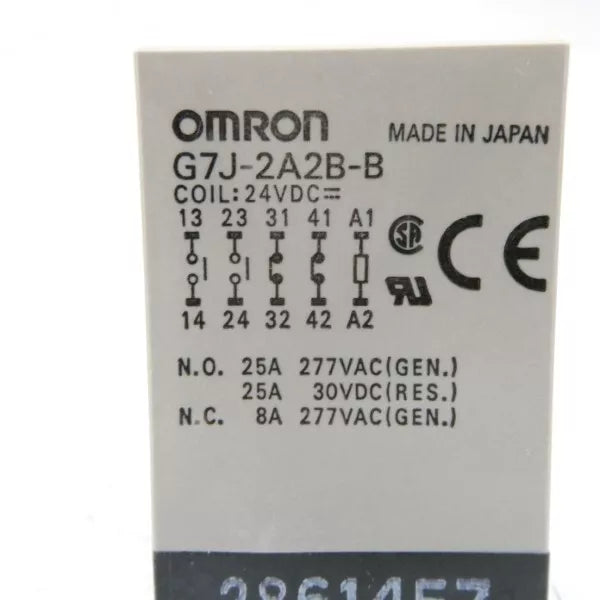 OMRON MADE IN JAPAN
G7J-2A2B-B
COIL: 24VDC⎓
13 23 31 41 A1
14 24 32 42 A2
N.O. 25A 277VAC(GEN.)
25A 30VDC(RES.)
N.C. 8A 277VAC(GEN.)